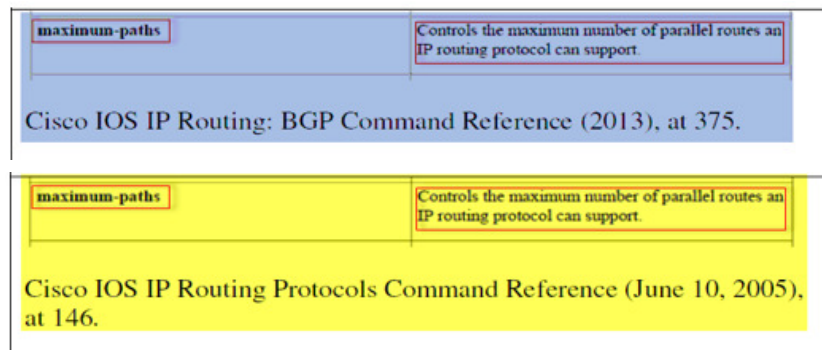 maximum-paths
Controls the maximum number of parallel routes an
IP routing protocol can support.
Cisco IOS IP Routing: BGP Command Reference (2013), at 375.
maximum-paths
Controls the maximum number of parallel routes an
IP routing protocol can support.
Cisco IOS IP Routing Protocols Command Reference (June 10, 2005),
at 146.